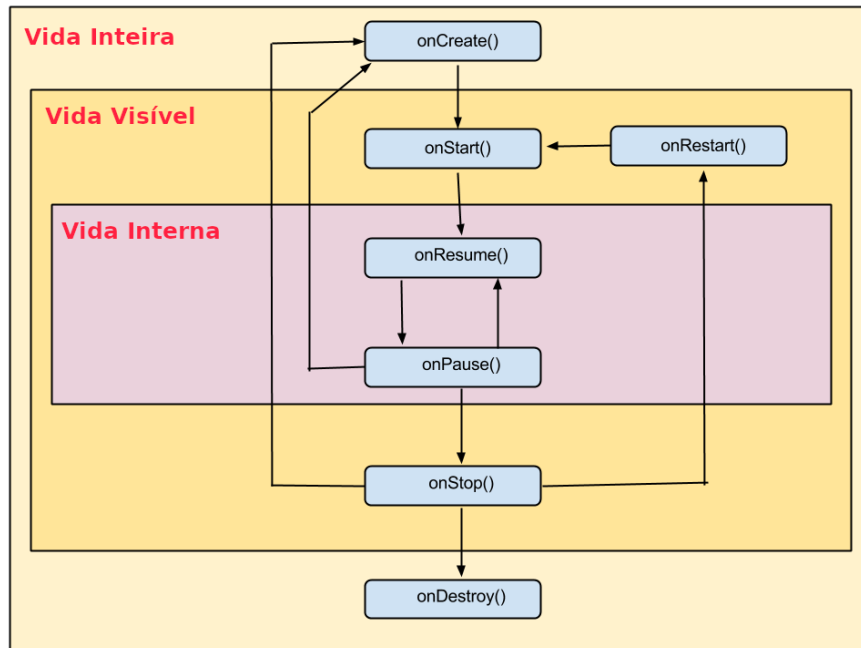 Vida Inteira
onCreate()
Vida Visível
onStart()
onRestart()
Vida Interna
onResume()
onPause()
onStop()
onDestroy()